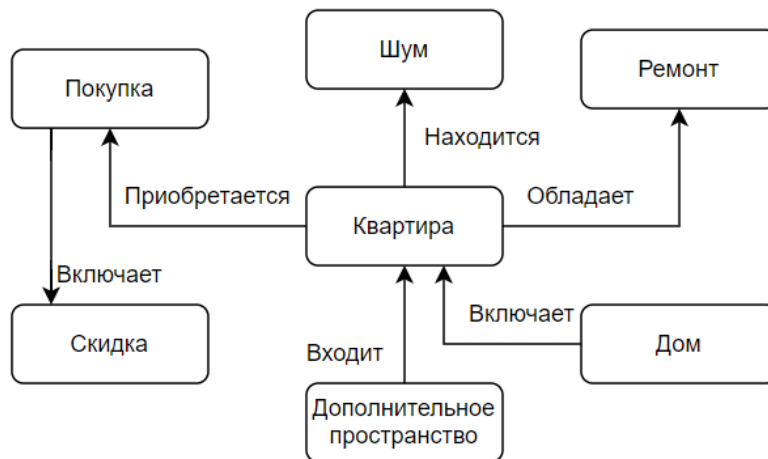 Шум
Ремонт
Покупка
Находится
Приобретается
Обладает
Квартира
Включает
Включает
Скидка
Дом
Входит
Дополнительное
пространство